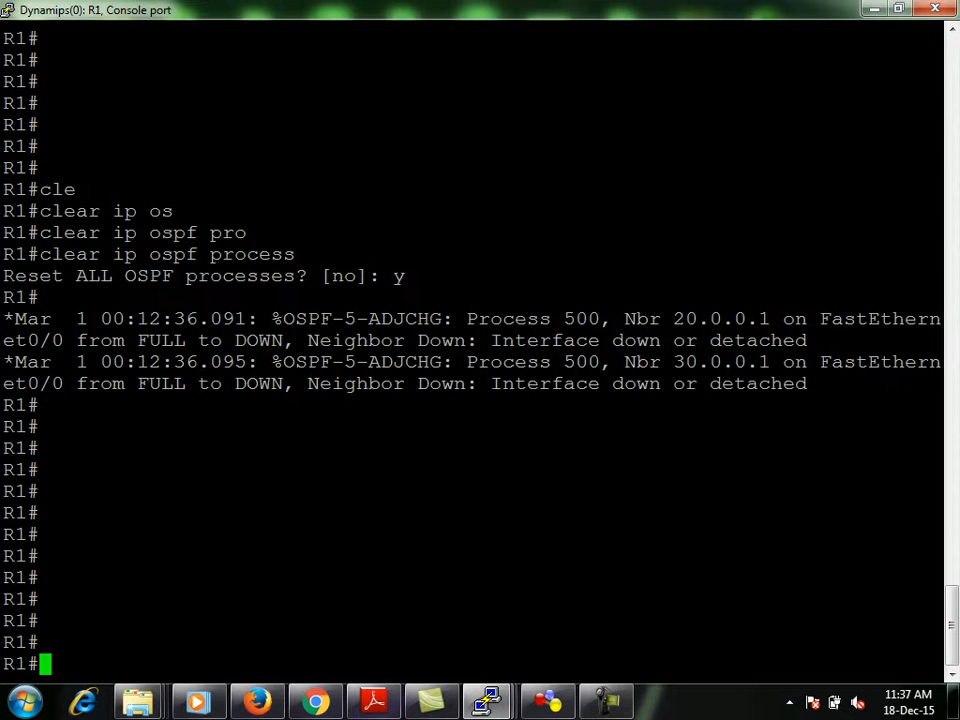 Dynamips(0): R1, Console port
R1#
R1#
R1#
R1#
R1#
R1#
R1#
R1#cle
R1#clear ip os
R1#clear ip ospf pro
R1#clear ip ospf process
Reset ALL OSPF processes? [no]: y
R1#
*Mar  1 00:12:36.091: %OSPF-5-ADJCHG: Process 500, Nbr 20.0.0.1 on FastEthern
et0/0 from FULL to DOWN, Neighbor Down: Interface down or detached
*Mar  1 00:12:36.095: %OSPF-5-ADJCHG: Process 500, Nbr 30.0.0.1 on FastEthern
et0/0 from FULL to DOWN, Neighbor Down: Interface down or detached
R1#
R1#
R1#
R1#
R1#
R1#
R1#
R1#
R1#
R1#
R1#
R1#
R1#
11:37 AM
18-Dec-15